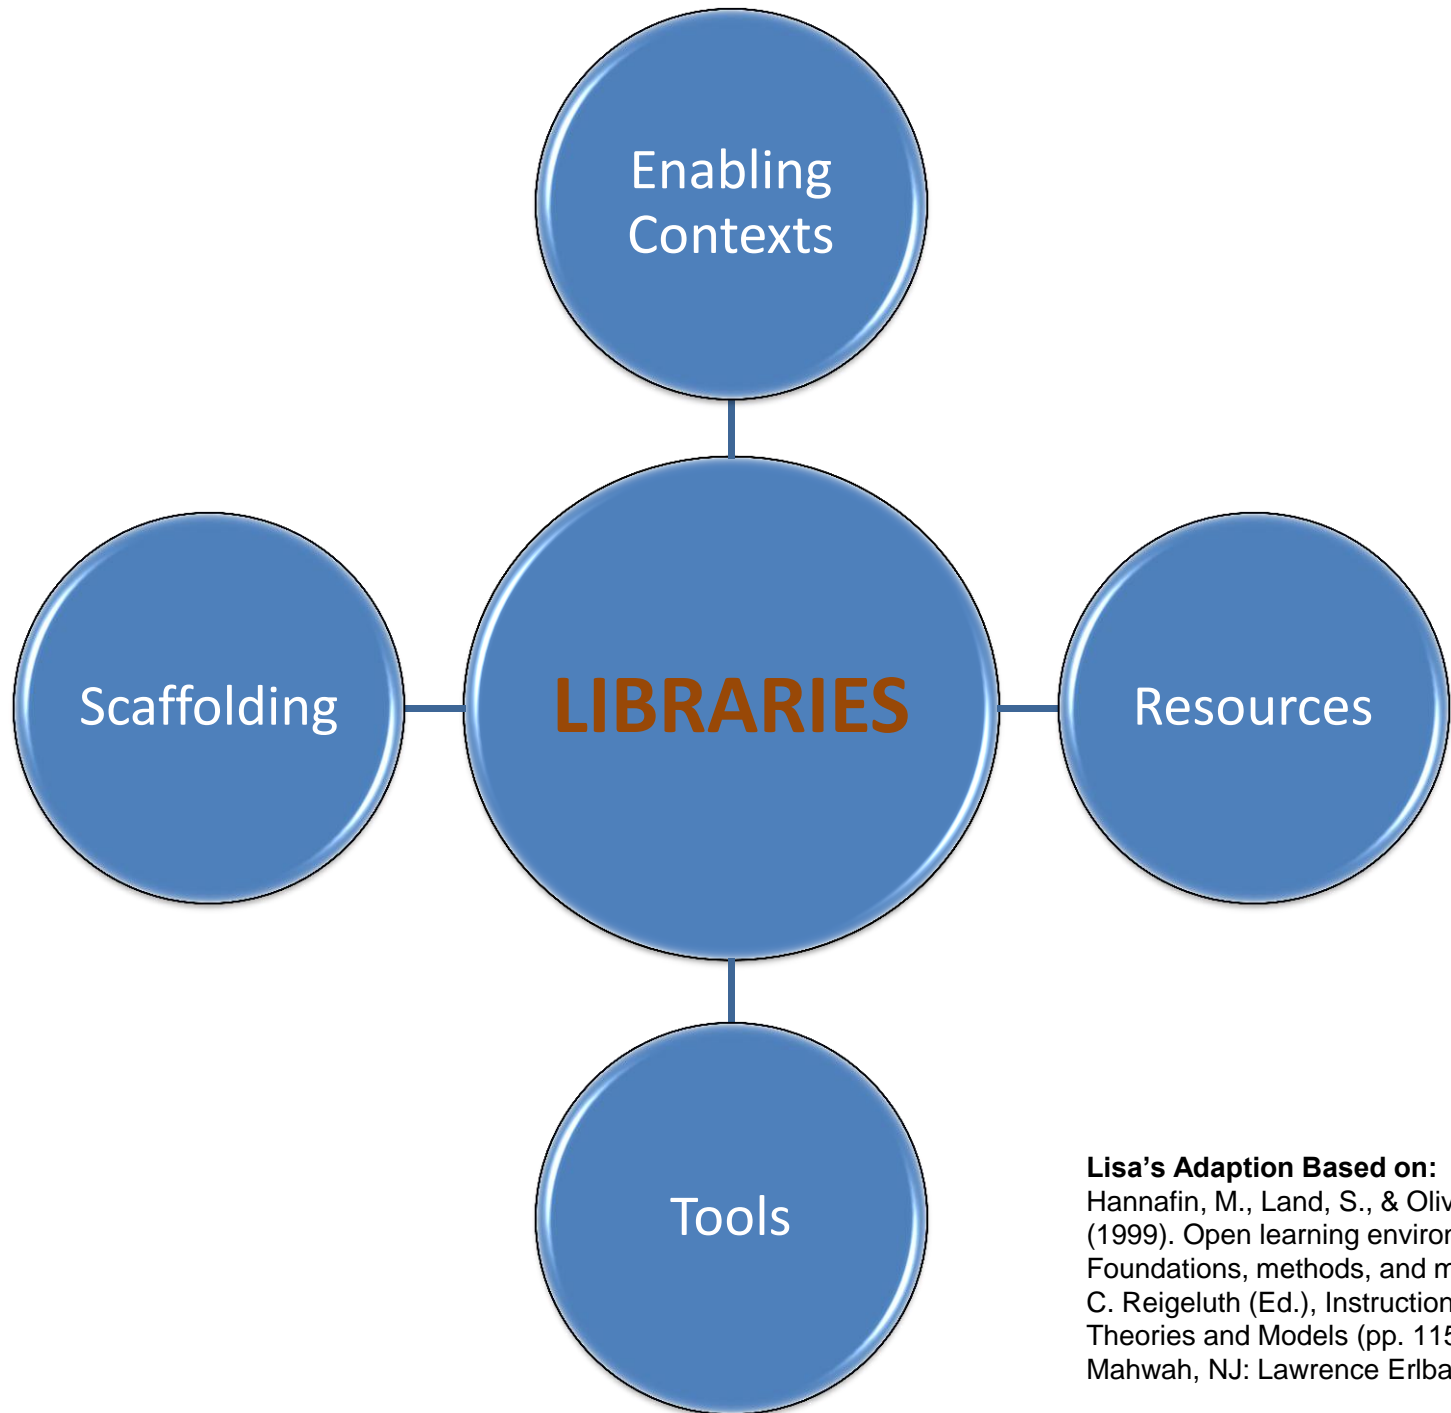 Enabling
Contexts
Scaffolding
LIBRARIES
Resources
Tools
Lisa’s Adaption Based on:
Hannafin, M., Land, S., & Oliv
(1999). Open learning environ
Foundations, methods, and m
C. Reigeluth (Ed.), Instruction
Theories and Models (pp. 115
Mahwah, NJ: Lawrence Erlba